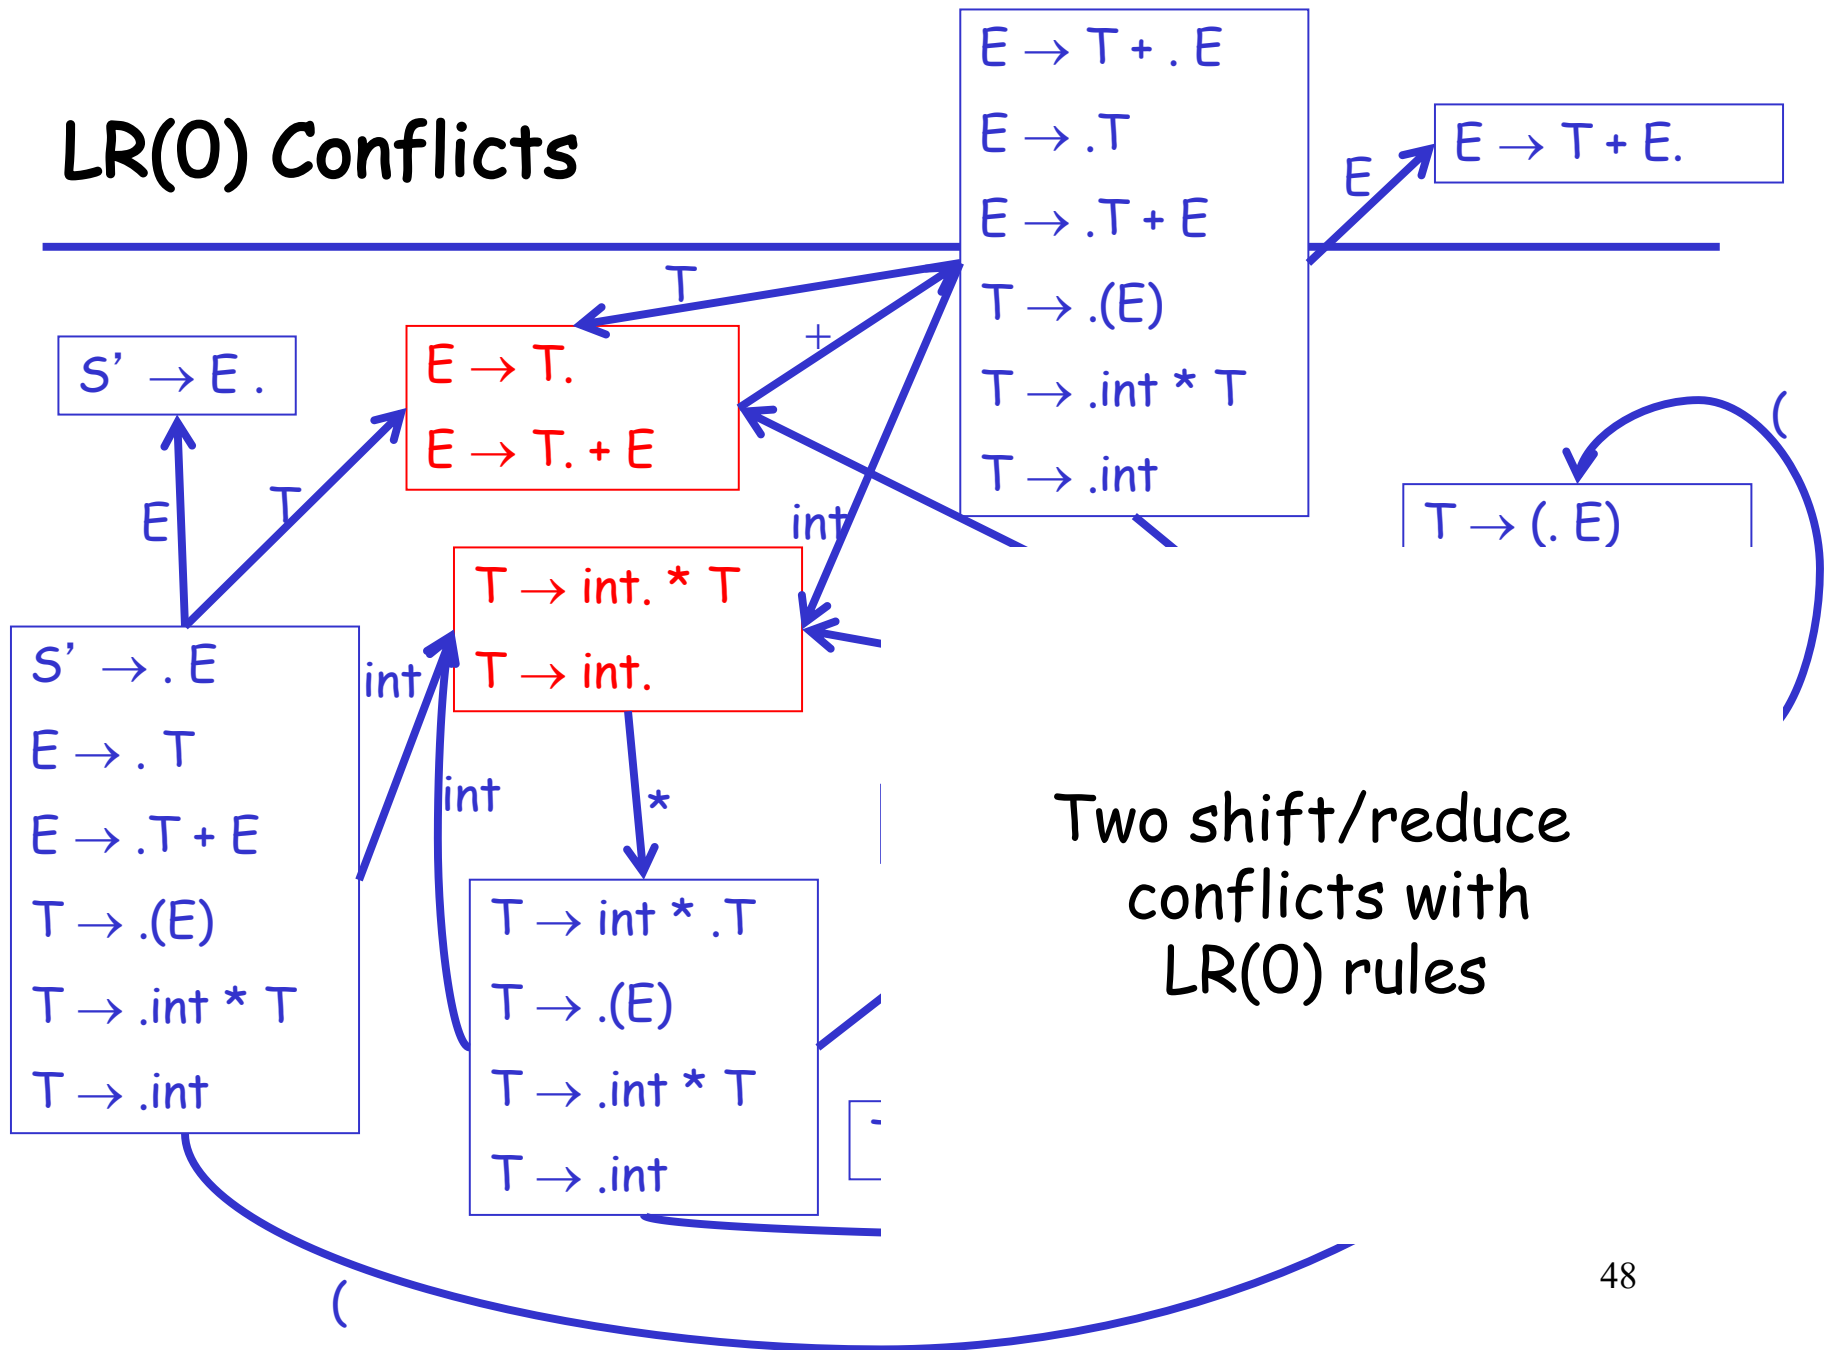 LR(0) Conflicts
E → T + . E
E → .T
E → .T + E
T → .(E)
T → .int * T
T → .int
E
E → T + E.
T
+
S’ → E .
E → T.
E → T. + E
(
E
T
int
T → (. E)
T → int. * T
T → int.
S’ → . E
E → . T
E → .T + E
T → .(E)
T → .int * T
T → .int
int
int
*
T → int * .T
T → .(E)
T → .int * T
T → .int
Two shift/reduce
conflicts with
LR(0) rules
(
48